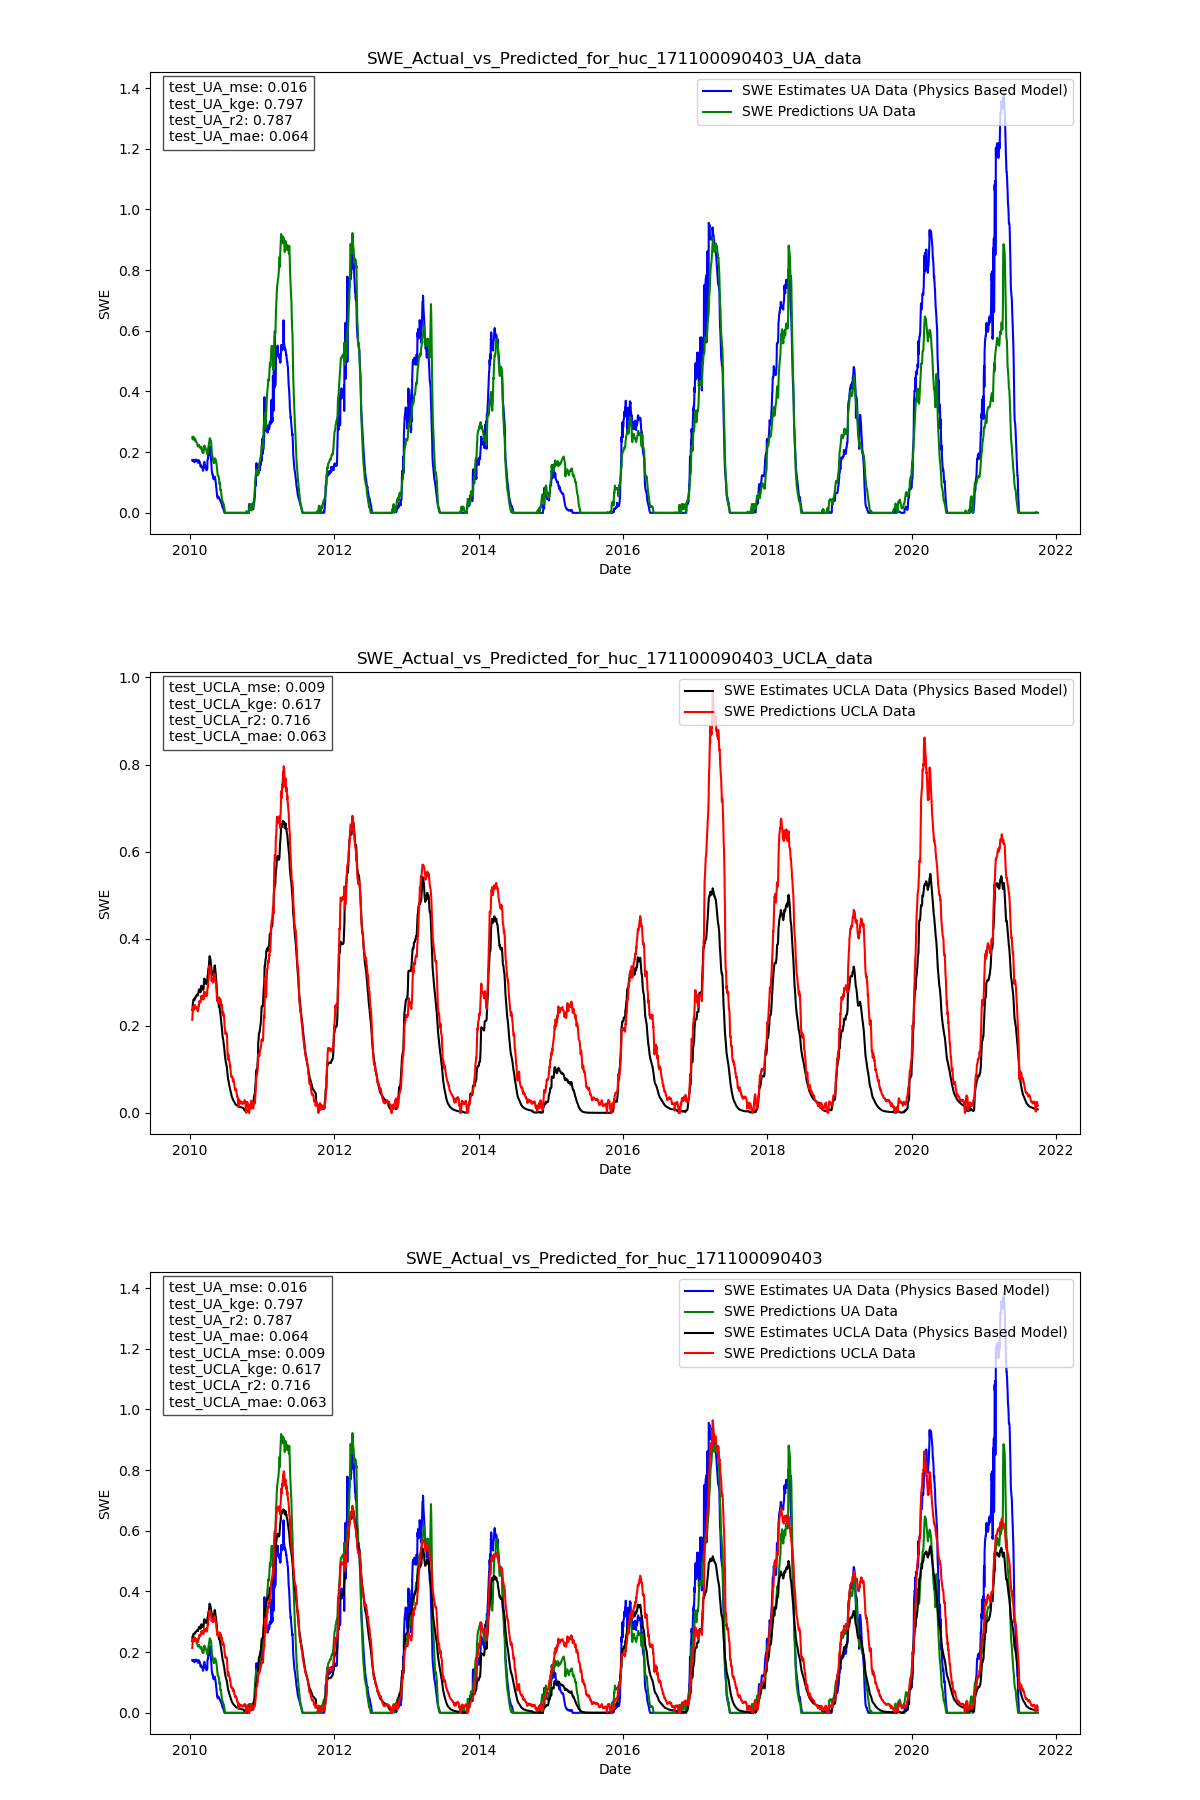 SWE_Actual_vs_Predicted_for_huc_171100090403_UA_data
test_UA_mse: 0.016
test_UA_kge: 0.797
test_UA_r2: 0.787
test_UA_mae: 0.064
SWE Estimates UA Data (Physics Based Model)
SWE Predictions UA Data
1.4
1.2
1.0
0.8
0.6
0.4
0.2
0.0
SWE
2010 2012 2014 2016 2018 2020 2022
Date
SWE_Actual_vs_Predicted_for_huc_171100090403_UCLA_data
test_UCLA_mse: 0.009
test_UCLA_kge: 0.617
test_UCLA_r2: 0.716
test_UCLA_mae: 0.063
SWE Estimates UCLA Data (Physics Based Model)
SWE Predictions UCLA Data
1.0
0.8
0.6
0.4
0.2
0.0
SWE
2010 2012 2014 2016 2018 2020 2022
Date
SWE_Actual_vs_Predicted_for_huc_171100090403
test_UA_mse: 0.016
test_UA_kge: 0.797
test_UA_r2: 0.787
test_UA_mae: 0.064
test_UCLA_mse: 0.009
test_UCLA_kge: 0.617
test_UCLA_r2: 0.716
test_UCLA_mae: 0.063
SWE Estimates UA Data (Physics Based Model)
SWE Predictions UA Data
SWE Estimates UCLA Data (Physics Based Model)
SWE Predictions UCLA Data
1.4
1.2
1.0
0.8
0.6
0.4
0.2
0.0
SWE
2010 2012 2014 2016 2018 2020 2022
Date